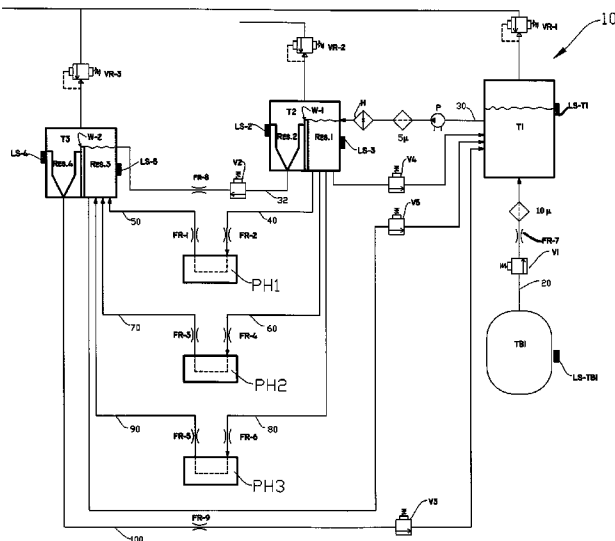 10
VR-1
VR-2
VR-3
T2
W-1
H
P
30
T1
LS-T1
LS-2
Res.2
Res.1
LS-3
5μ
T3
W-2
LS-4
Res.4
Res.3
LS-5
FR-8
V2
32
V4
V5
50
40
FR-1
FR-2
PH1
10 μ
FR-7
V1
20
TB1
LS-TB1
70
60
FR-3
FR-4
PH2
90
80
FR-5
FR-6
PH3
FR-9
V3
100